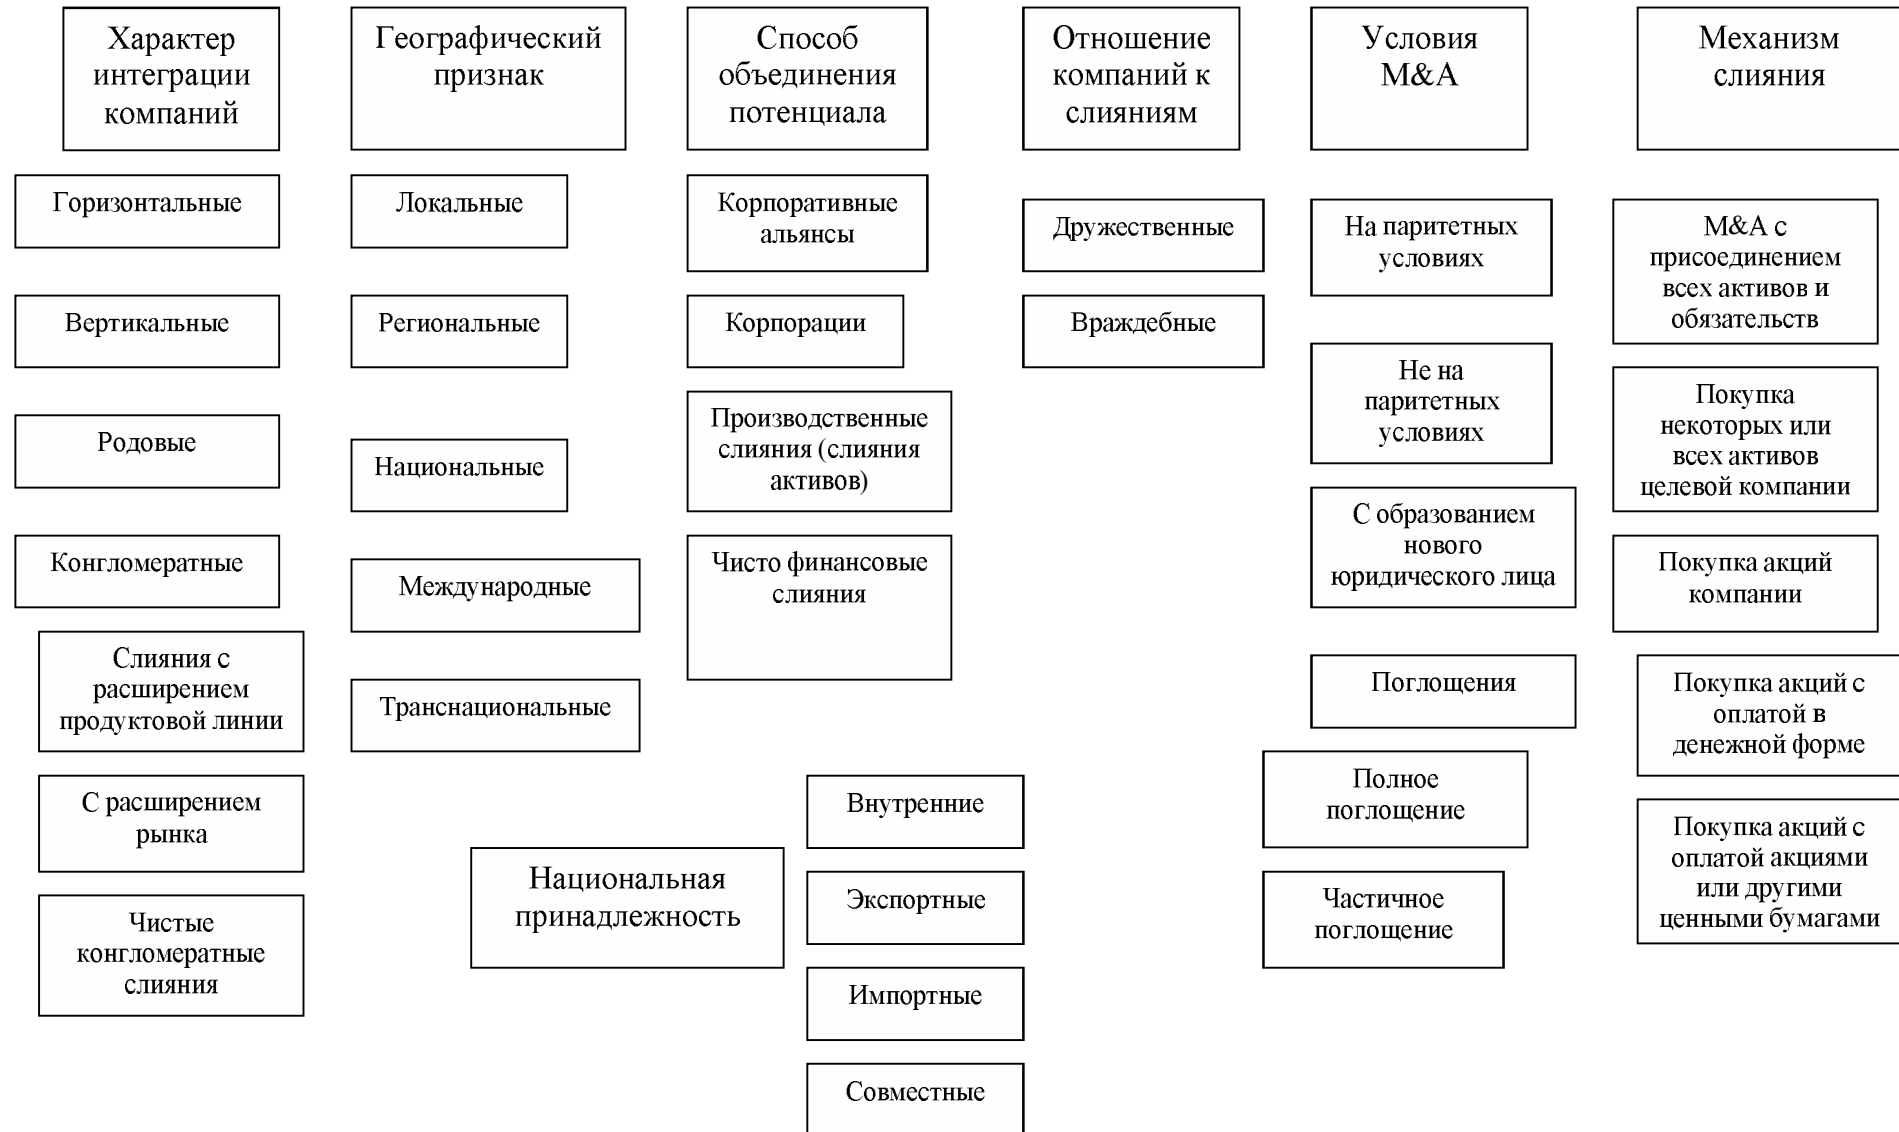 Характер
интеграции
компаний
Горизонтальные
Вертикальные
Родовые
Конгломератные
Слияния с
расширением
продуктовой линии
С расширением
рынка
Чистые
конгломератные
слияния
Географический
признак
Локальные
Региональные
Национальные
Международные
Транснациональные
Способ
объединения
потенциала
Корпоративные
альянсы
Корпорации
Производственные
слияния (слияния
активов)
Чисто финансовые
слияния
Национальная
принадлежность
Внутренние
Экспортные
Импортные
Совместные
Отношение
компаний к
слияниям
Дружественные
Враждебные
Условия
M&A
На паритетных
условиях
Не на
паритетных
условиях
С образованием
нового
юридического лица
Поглощения
Полное
поглощение
Частичное
поглощение
Механизм
слияния
M&A с
присоединением
всех активов и
обязательств
Покупка
некоторых или
всех активов
целевой компании
Покупка акций
компании
Покупка акций с
оплатой в
денежной форме
Покупка акций с
оплатой акциями
или другими
ценными бумагами